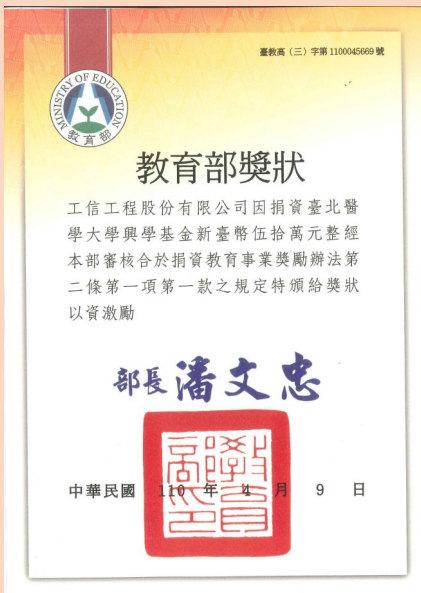 臺教高(三)字第1100045669號
MINISTRY OF EDUCATION
教育部
教育部獎狀
工信工程股份有限公司因捐資臺北醫
學大學興學基金新臺幣伍拾萬元整經
本部審核合於捐資教育事業獎勵辦法第
二條第一項第一款之規定特頒給獎狀
以資激勵
部長潘文忠
教育部印
中華民國 110 年 4 月 9 日